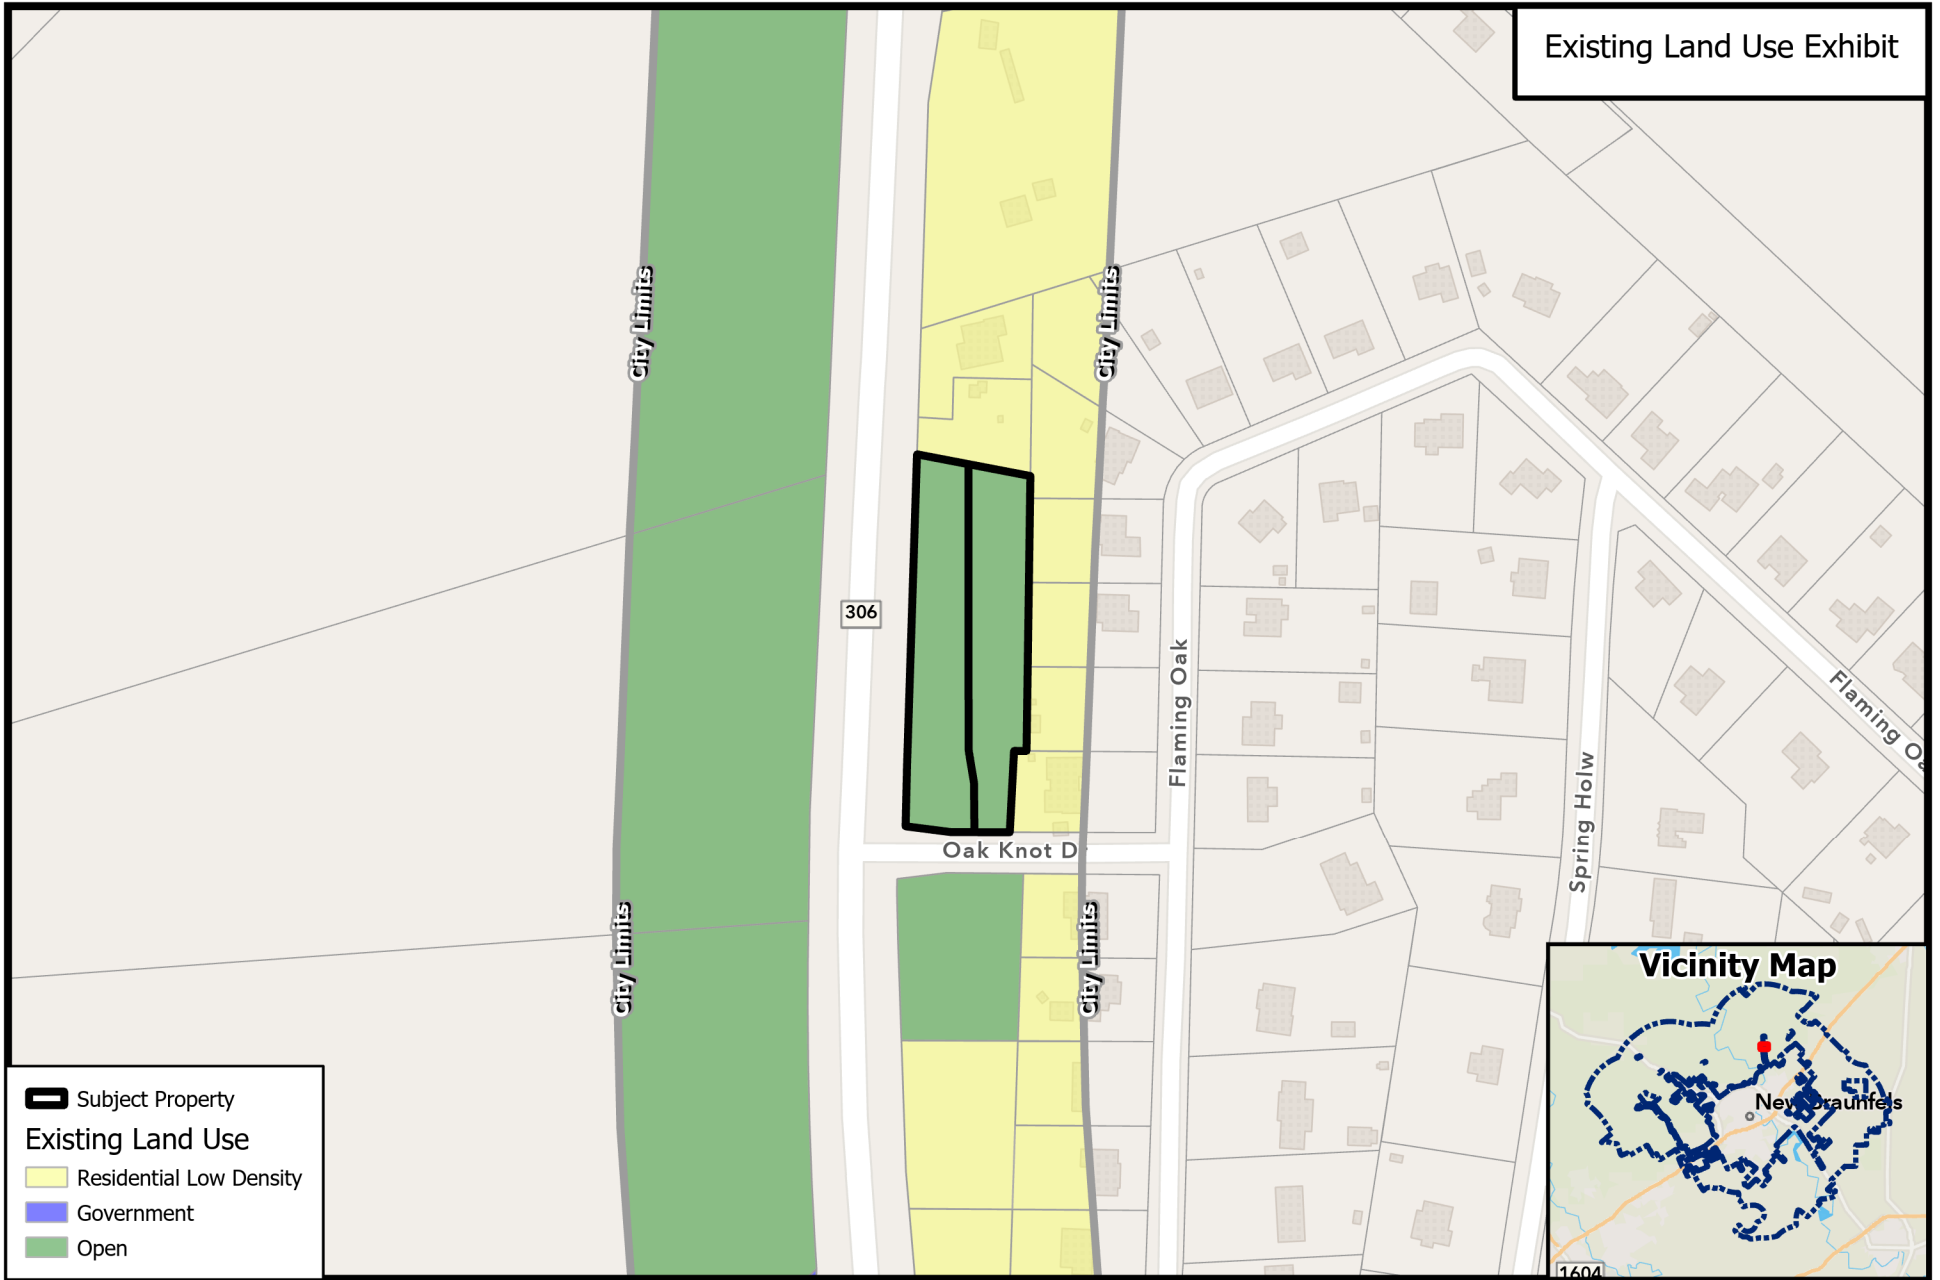 Existing Land Use Exhibit
City Limits
City Limits
306
Flaming Oak
Flaming Oa
Spring Holw
Oak Knot Dr
City Limits
City Limits
Subject Property
Existing Land Use
Residential Low Density
Government
Open
Vicinity Map
New Braunfels
1604